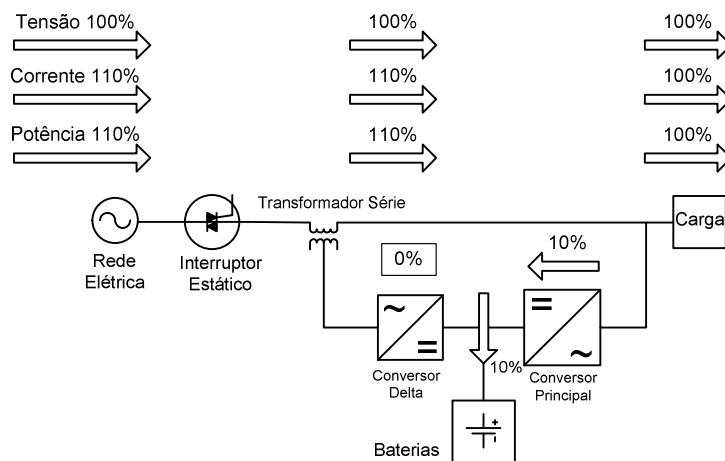 Tensão 100%
100%
100%
Corrente 110%
110%
100%
Potência 110%
110%
100%
Transformador Série
Carga
Rede
Elétrica
Interruptor
Estático
0%
10%
Conversor
Delta
10%
Conversor
Principal
Baterias